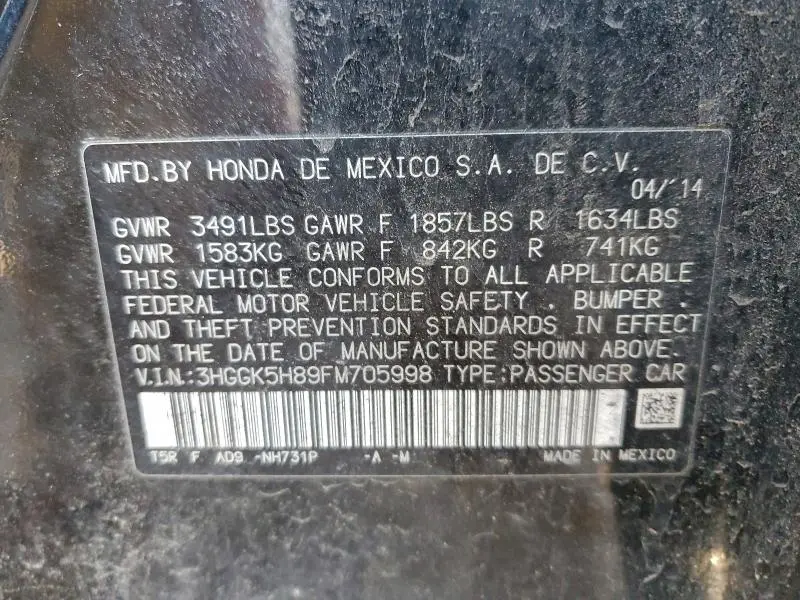 MFD.BY HONDA DE MEXICO S.A. DE C.V.
04/'14
GVWR 3491LBS GAWR F 1857LBS R 1634LBS
GVWR 1583KG GAWR F 842KG R 741KG
THIS VEHICLE CONFORMS TO ALL APPLICABLE
FEDERAL MOTOR VEHICLE SAFETY . BUMPER .
AND THEFT PREVENTION STANDARDS IN EFFECT
ON THE DATE OF MANUFACTURE SHOWN ABOVE.
V.I.N.:3HGGK5H89FM705998 TYPE:PASSENGER CAR
T5R F AD9 -NH731P -A -M MADE IN MEXICO